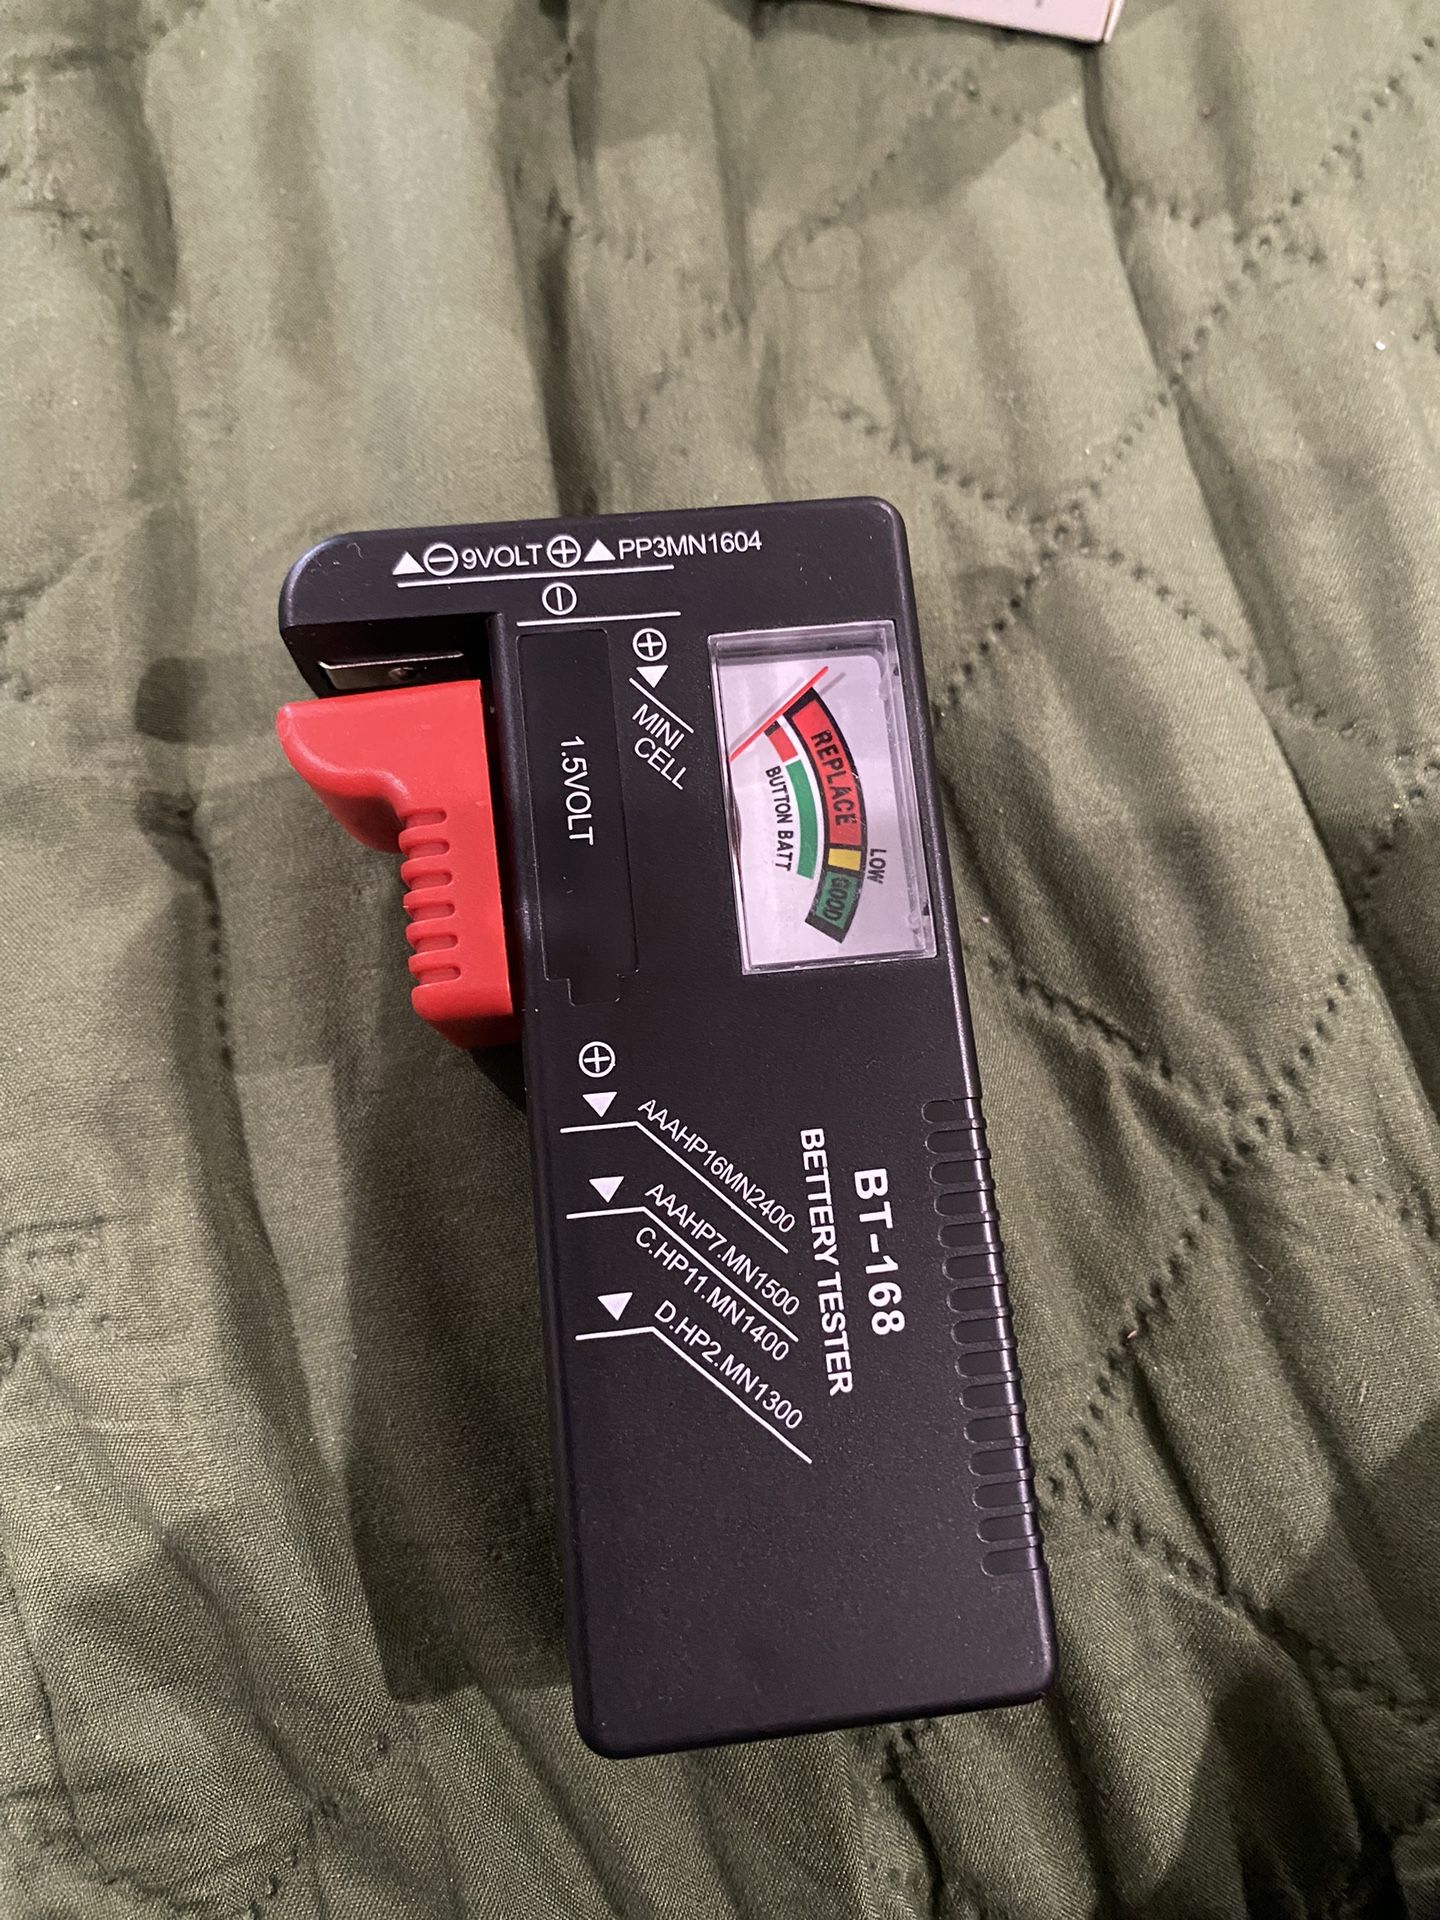 9VOLT PP3MN1604
MINI
CELL
1.5VOLT
REPLACE
LOW
GOOD
BUTTON BATT
BT-168
BETTERY TESTER
AAAHP16MN2400
AAAHP7.MN1500
C.HP11.MN1400
D.HP2.MN1300